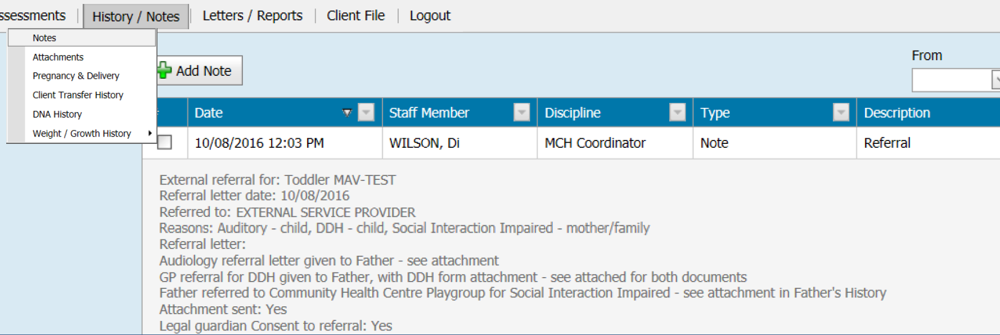 ssessments History / Notes Letters / Reports Client File Logout
Notes
Attachments
Pregnancy & Delivery
Client Transfer History
DNA History
Weight / Growth History
Add Note
From
Date Staff Member Discipline Type Description
10/08/2016 12:03 PM WILSON, Di MCH Coordinator Note Referral
External referral for: Toddler MAV-TEST
Referral letter date: 10/08/2016
Referred to: EXTERNAL SERVICE PROVIDER
Reasons: Auditory - child, DDH - child, Social Interaction Impaired - mother/family
Referral letter:
Audiology referral letter given to Father - see attachment
GP referral for DDH given to Father, with DDH form attachment - see attached for both documents
Father referred to Community Health Centre Playgroup for Social Interaction Impaired - see attachment in Father's History
Attachment sent: Yes
Legal guardian Consent to referral: Yes